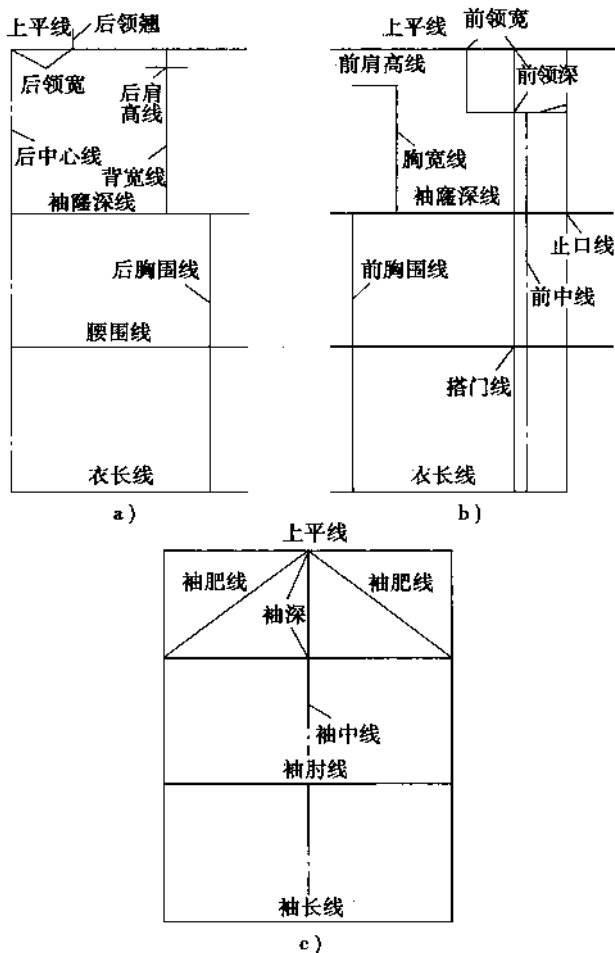 上平线
后领翘
后领宽
后肩
高线
后中心线
背宽线
袖窿深线
后胸围线
腰围线
衣长线
a)
上平线
前领宽
前肩高线
前领深
胸宽线
袖窿深线
止口线
前胸围线
前中线
搭门线
衣长线
b)
上平线
袖肥线
袖肥线
袖深
袖中线
袖肘线
袖长线
c)